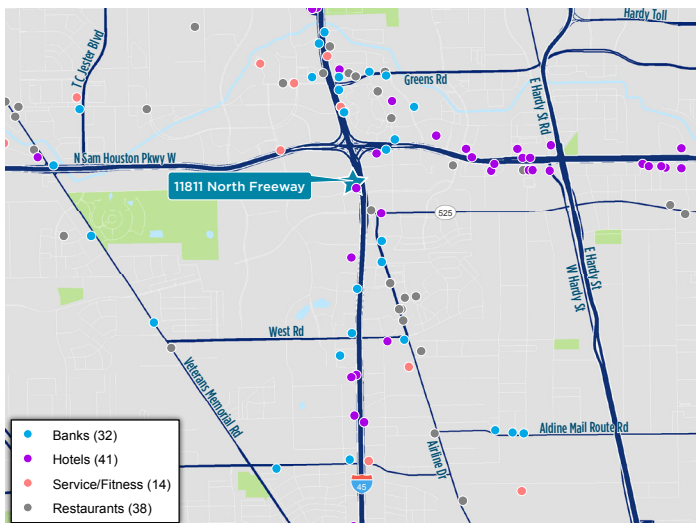 Hardy Toll
T C Jester Blvd
Greens Rd
E Hardy St Rd
N Sam Houston Pkwy W
11811 North Freeway
525
E Hardy St
W Hardy St
West Rd
Veterans Memorial Rd
Banks (32)
Hotels (41)
Service/Fitness (14)
Restaurants (38)
Airline Dr
Aldine Mail Route Rd
45